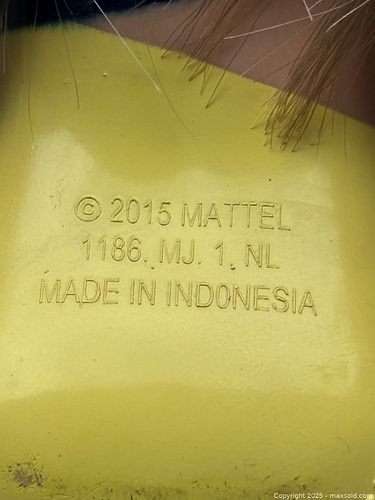 © 2015 MATTEL
1186. MJ. 1. NL
MADE IN INDONESIA
Copyright 2025 - maxsold.com